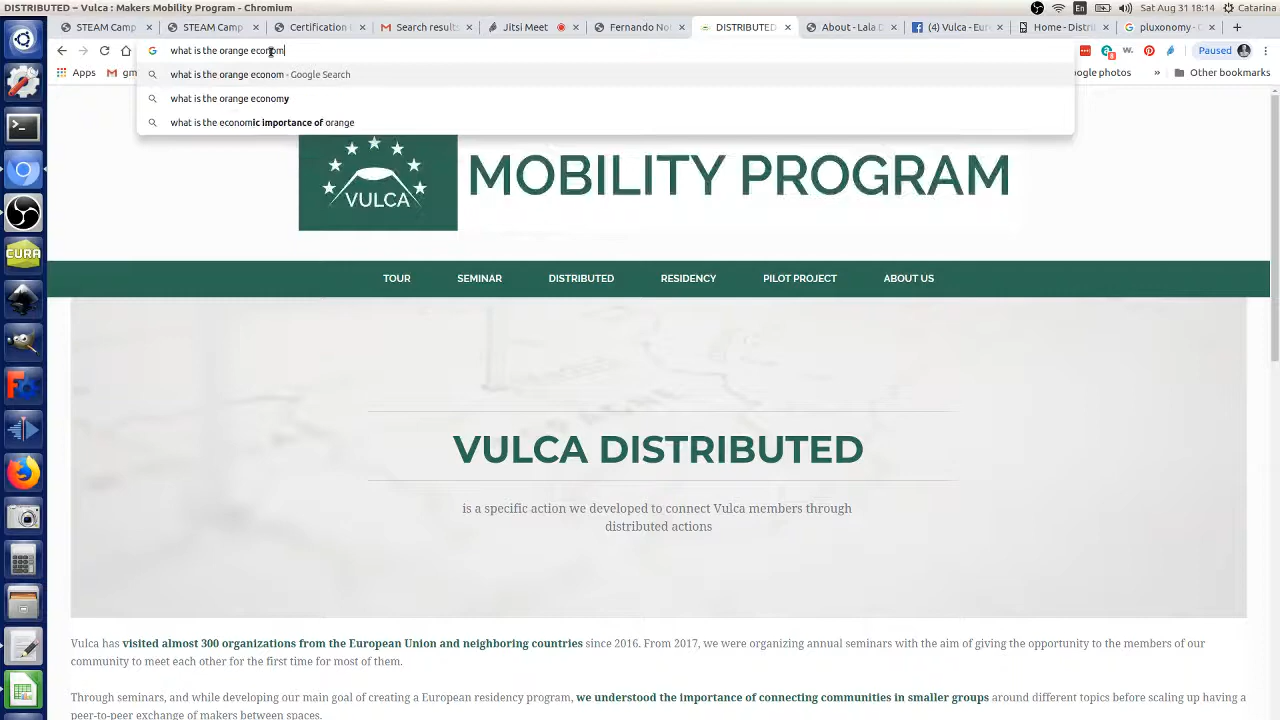 DISTRIBUTED – Vulca : Makers Mobility Program - Chromium
En
Sat Aug 31 18:14
Catarina
STEAM Camp
STEAMCamp
Certification
Search results
Jitsi Meet
Fernando No
DISTRIBUTED
About - Lala D
(4) Vulca - Eur
Home - Distri
pluxonomy - G
what is the orange econom
Paused
Apps
gm
ogle photos
»
Other bookmarks
what is the orange econom - Google Search
what is the orange economy
what is the economic importance of orange
VULCA
MOBILITY PROGRAM
TOUR
SEMINAR
DISTRIBUTED
RESIDENCY
PILOT PROJECT
ABOUT US
VULCA DISTRIBUTED
is a specific action we developed to connect Vulca members through
distributed actions
Vulca has visited almost 300 organizations from the European Union and neighboring countries since 2016. From 2017, we were organizing annual seminars with the aim of giving the opportunity to the members of our
community to meet each other for the first time for most of them.
Through seminars, and while developing our main goal of creating a European residency program, we understood the importance of connecting communities in smaller groups around different topics before scaling up having a
peer-to-peer exchange of makers between spaces.
CURA